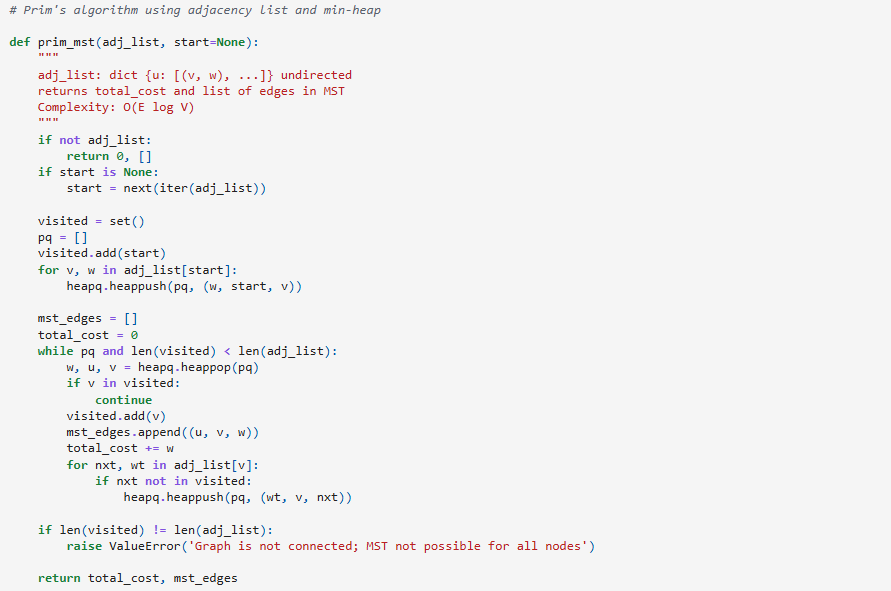 # Prim's algorithm using adjacency list and min-heap
def prim_mst(adj_list, start=None):
    """
    adj_list: dict {u: [(v, w), ...]} undirected
    returns total_cost and list of edges in MST
    Complexity: O(E log V)
    """
    if not adj_list:
        return 0, []
    if start is None:
        start = next(iter(adj_list))
    visited = set()
    pq = []
    visited.add(start)
    for v, w in adj_list[start]:
        heapq.heappush(pq, (w, start, v))
    mst_edges = []
    total_cost = 0
    while pq and len(visited) < len(adj_list):
        w, u, v = heapq.heappop(pq)
        if v in visited:
            continue
        visited.add(v)
        mst_edges.append((u, v, w))
        total_cost += w
        for nxt, wt in adj_list[v]:
            if nxt not in visited:
                heapq.heappush(pq, (wt, v, nxt))
    if len(visited) != len(adj_list):
        raise ValueError('Graph is not connected; MST not possible for all nodes')
    return total_cost, mst_edges